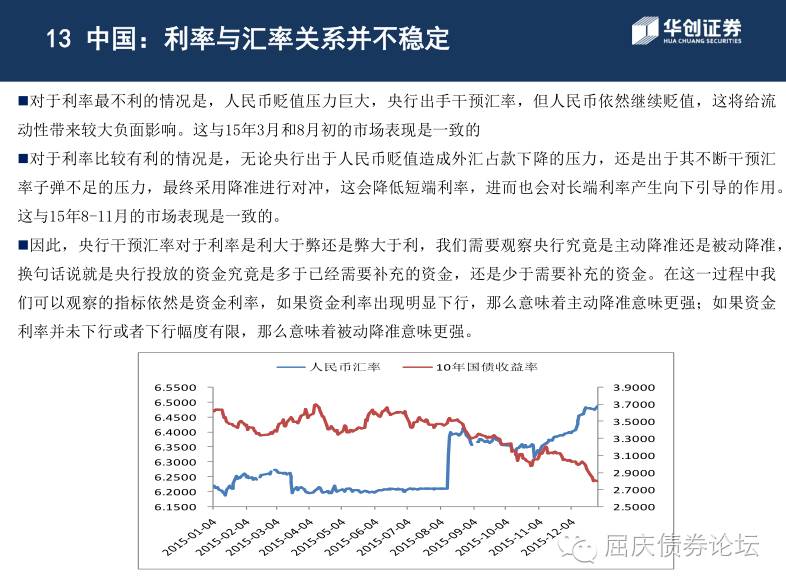 13 中国：利率与汇率关系并不稳定
华创证券
HUA CHUANG SECURITIES
■对于利率最不利的情况是，人民币贬值压力巨大，央行出手干预汇率，但人民币依然继续贬值，这将给流
动性带来较大负面影响。这与15年3月和8月初的市场表现是一致的
■对于利率比较有利的情况是，无论央行出于人民币贬值造成外汇占款下降的压力，还是出于其不断干预汇
率子弹不足的压力，最终采用降准进行对冲，这会降低短端利率，进而也会对长端利率产生向下引导的作用。
这与15年8-11月的市场表现是一致的。
■因此，央行干预汇率对于利率是利大于弊还是弊大于利，我们需要观察央行究竟是主动降准还是被动降准，
换句话说就是央行投放的资金究竟是多于已经需要补充的资金，还是少于需要补充的资金。在这一过程中我
们可以观察的指标依然是资金利率，如果资金利率出现明显下行，那么意味着主动降准意味更强；如果资金
利率并未下行或者下行幅度有限，那么意味着被动降准意味更强。
人民币汇率 10年国债收益率
6.5500 3.9000
6.5000 3.7000
6.4500 3.5000
6.4000 3.3000
6.3500 3.1000
6.3000 2.9000
6.2500 2.7000
6.2000 2.5000
6.1500
2015-01-04 2015-02-04 2015-03-04 2015-04-04 2015-05-04 2015-06-04 2015-07-04 2015-08-04 2015-09-04 2015-10-04 2015-11-04 2015-12-04
屈庆债券论坛